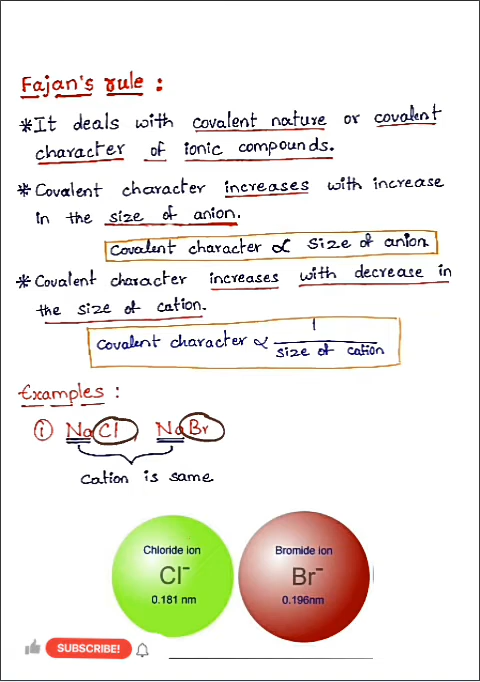 Fajan's rule :
*It deals with covalent nature or covalent
character of ionic compounds.
* Covalent character increases with increase
in the size of anion.
Covalent character ∝ size of anion
* Covalent character increases with decrease in
the size of cation.
Covalent character ∝ 1
size of cation
Examples :
① NaCl, NaBr
cation is same
Chloride ion
Cl⁻
0.181 nm
Bromide ion
Br⁻
0.196nm
SUBSCRIBE!